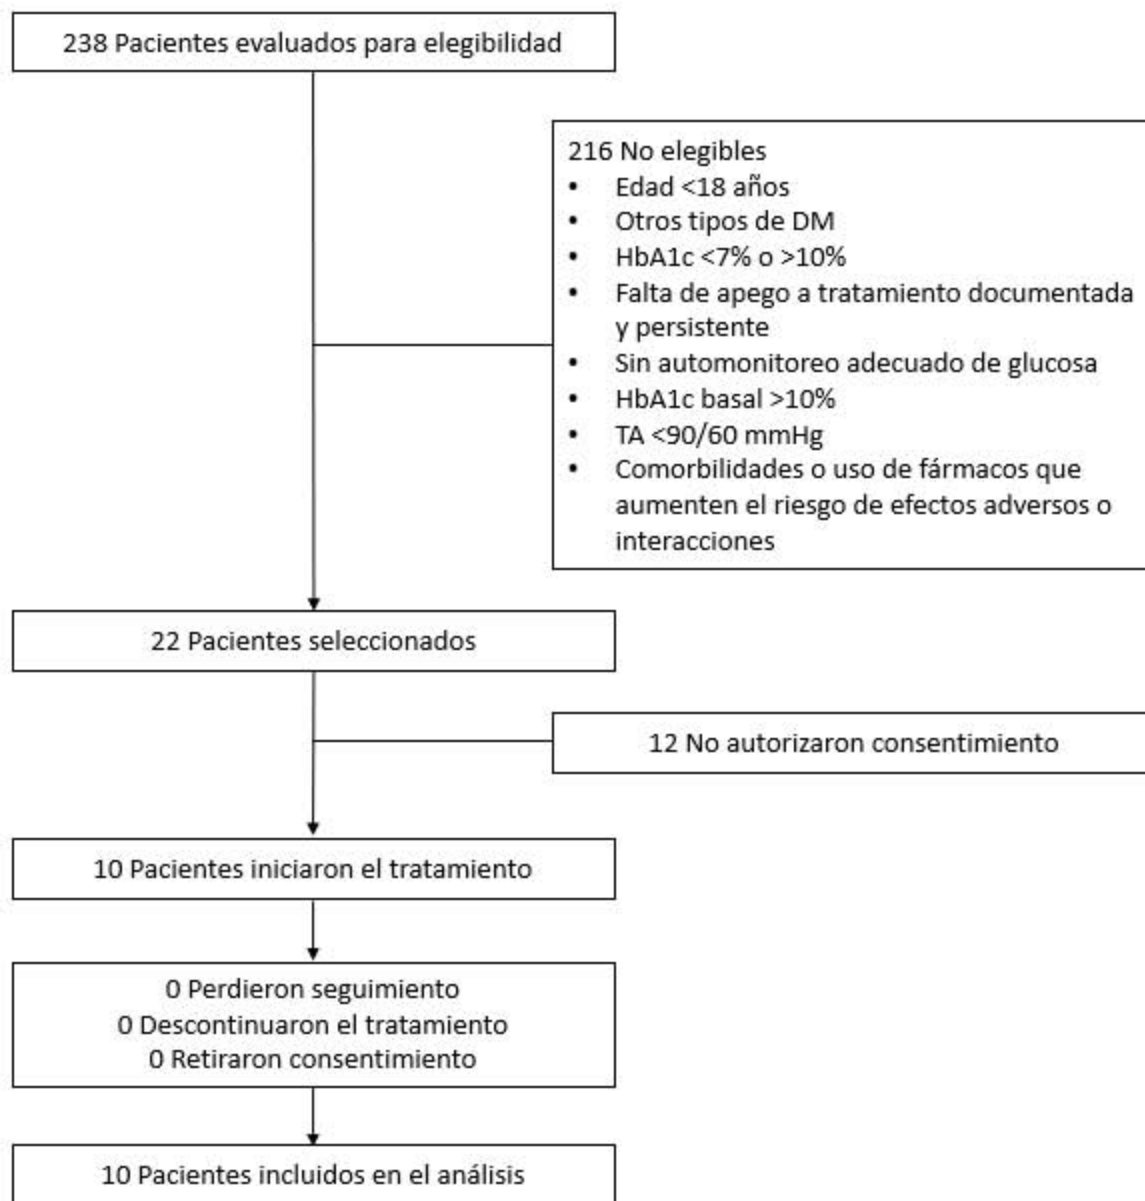 238 Pacientes evaluados para elegibilidad
216 No elegibles
• Edad <18 años
• Otros tipos de DM
• HbA1c <7% o >10%
• Falta de apego a tratamiento documentada
y persistente
• Sin automonitoreo adecuado de glucosa
• HbA1c basal >10%
• TA <90/60 mmHg
• Comorbilidades o uso de fármacos que
aumenten el riesgo de efectos adversos o
interacciones
22 Pacientes seleccionados
12 No autorizaron consentimiento
10 Pacientes iniciaron el tratamiento
0 Perdieron seguimiento
0 Descontinuaron el tratamiento
0 Retiraron consentimiento
10 Pacientes incluidos en el análisis